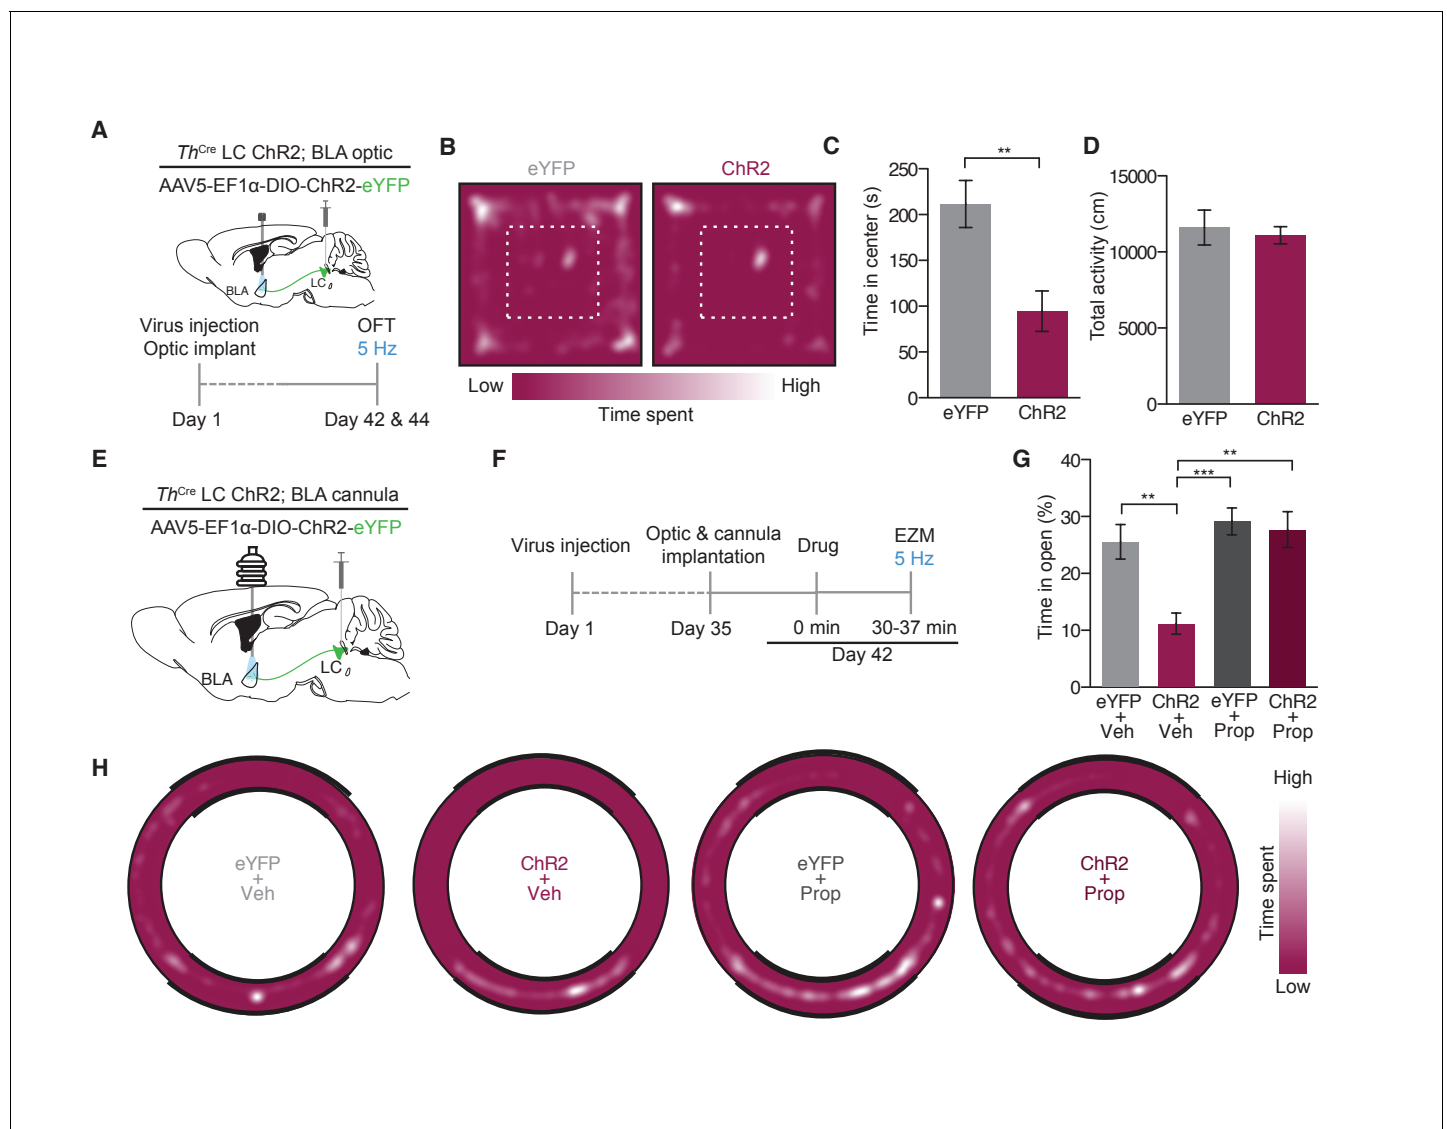 A
ThCre LC ChR2; BLA optic
AAV5-EF1α-DIO-ChR2-eYFP
BLA
LC
Virus injection
Optic implant
OFT
5 Hz
Day 1
Day 42 & 44
B
eYFP
ChR2
Low
High
Time spent
C
**
Time in center (s)
250
200
150
100
50
0
eYFP
ChR2
D
Total activity (cm)
15000
10000
5000
0
eYFP
ChR2
E
ThCre LC ChR2; BLA cannula
AAV5-EF1α-DIO-ChR2-eYFP
BLA
LC
F
Virus injection
Optic & cannula
implantation
Drug
EZM
5 Hz
Day 1
Day 35
0 min
30-37 min
Day 42
G
**
***
**
Time in open (%)
40
30
20
10
0
eYFP
+
Veh
ChR2
+
Veh
eYFP
+
Prop
ChR2
+
Prop
H
eYFP
+
Veh
ChR2
+
Veh
eYFP
+
Prop
ChR2
+
Prop
High
Time spent
Low